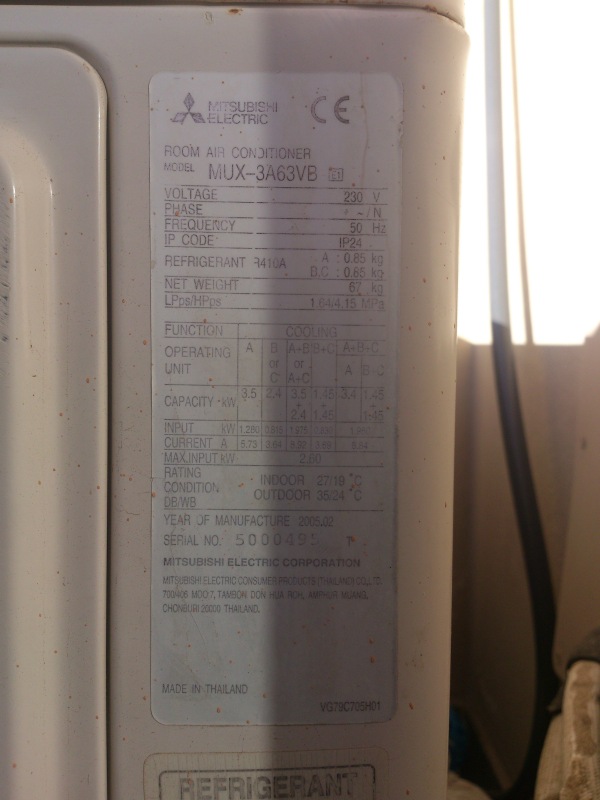 MITSUBISHI
ELECTRIC
CE
ROOM AIR CONDITIONER
MODEL MUX-3A63VB E1
VOLTAGE 230 V
PHASE ~/N
FREQUENCY 50 Hz
IP CODE IP24
REFRIGERANT R410A A : 0.85 kg
B,C : 0.85 kg
NET WEIGHT 67 kg
LPps/HPps 1.64/4.15 MPa
FUNCTION COOLING
OPERATING UNIT A B or C A+B or A+C B+C A+B+C
A B+C
CAPACITY kW 3.5 2.4 3.5 + 2.4 1.45 + 1.45 3.4 1.45 + 1.45
INPUT kW 1.280
CURRENT A 5.73
MAX.INPUT kW
RATING
CONDITION
DB/WB
INDOOR 27/19 °C
OUTDOOR 35/24 °C
YEAR OF MANUFACTURE 2005.02
SERIAL NO. 5000495 T
MITSUBISHI ELECTRIC CORPORATION
MITSUBISHI ELECTRIC CONSUMER PRODUCTS (THAILAND) CO.,LTD.
700/406 MOO 7, TAMBON DON HUA ROH, AMPHUR MUANG,
CHONBURI 20000 THAILAND.
MADE IN THAILAND
VG79C705H01
REFRIGERANT